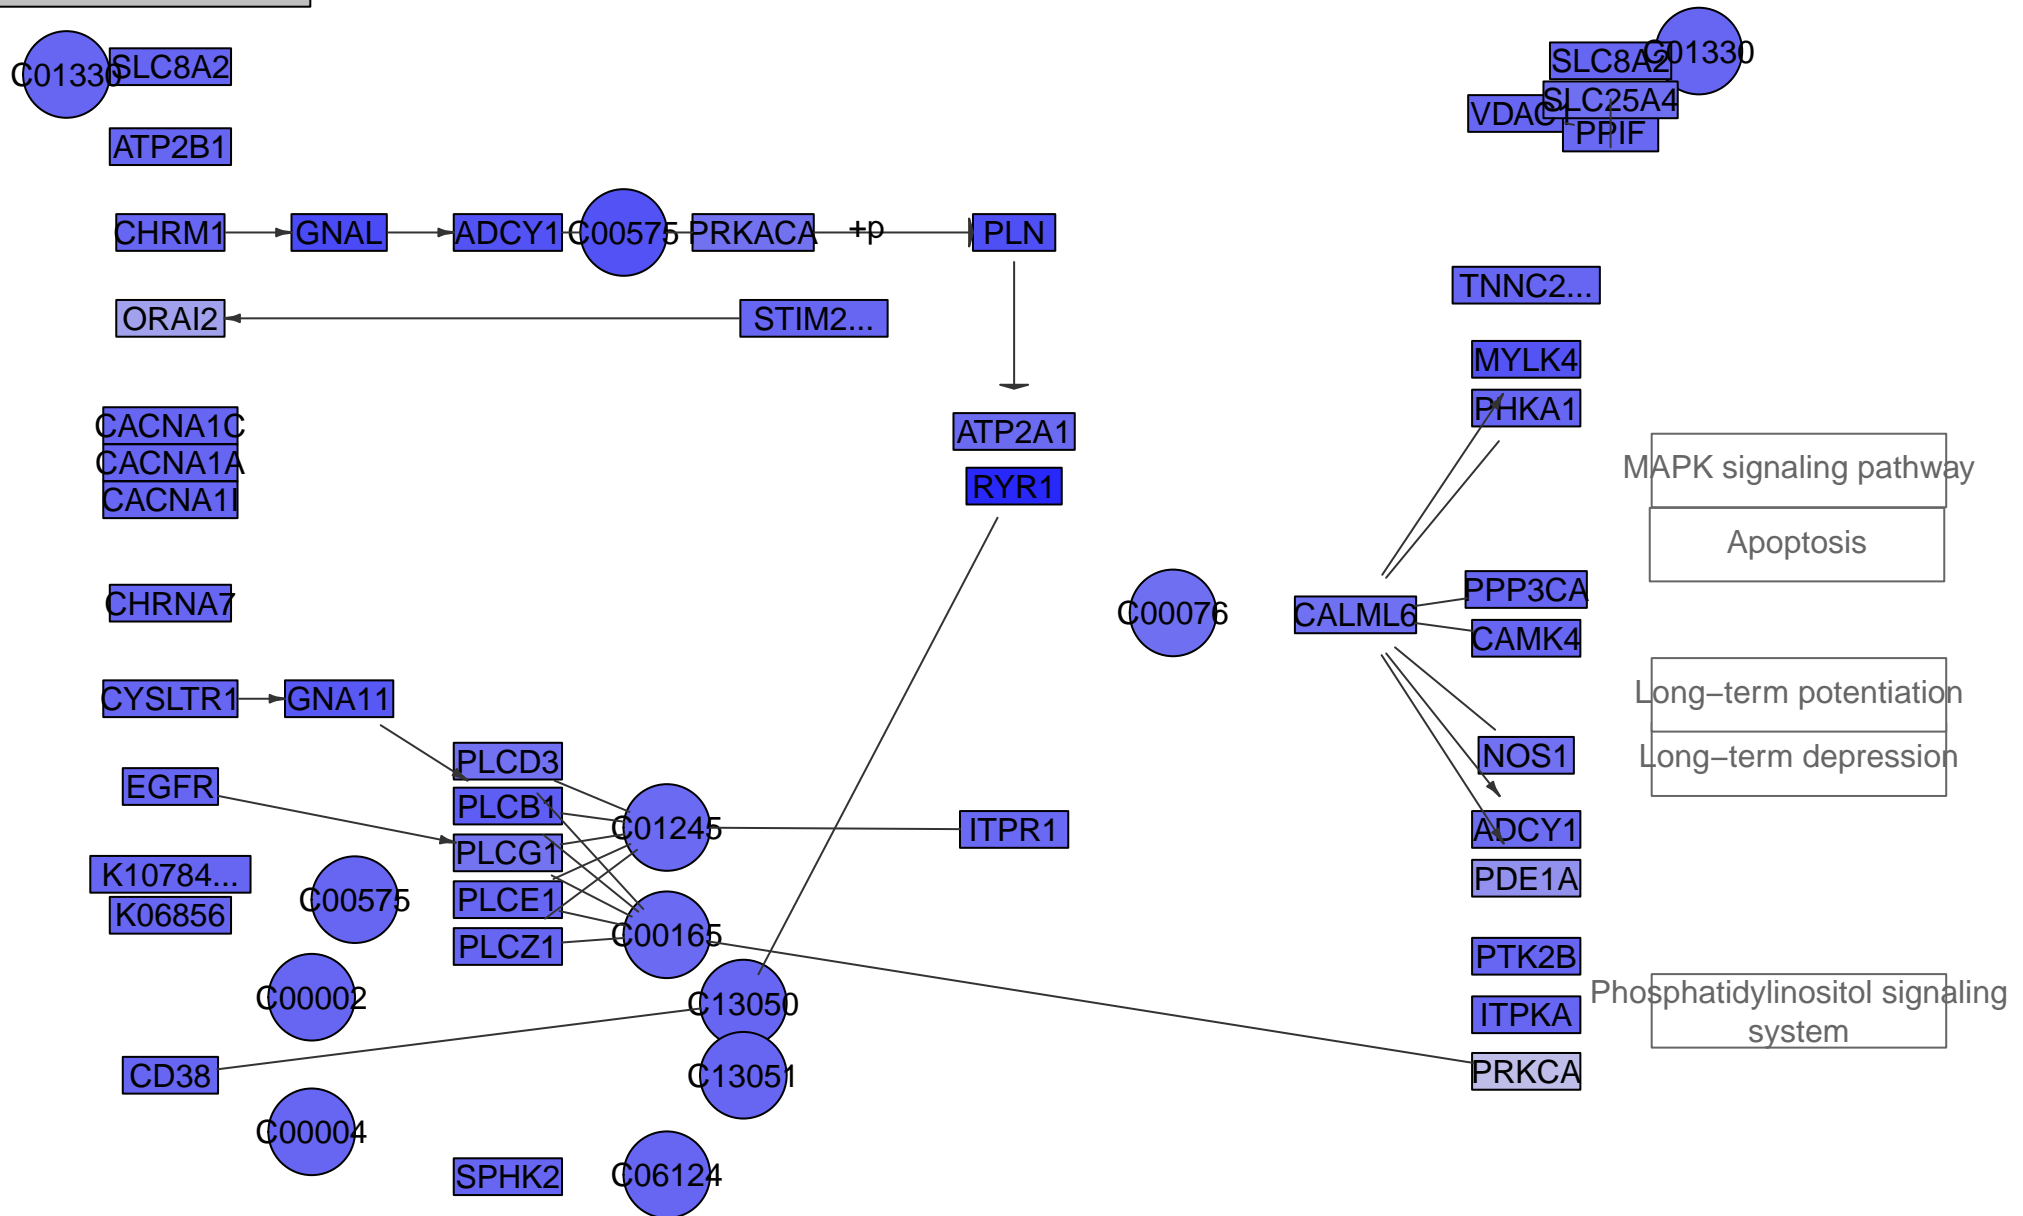 C01330
SLC8A2
SLC8A2
C01330
SLC25A4
VDAC1
PPIF
ATP2B1
CHRM1
GNAL
ADCY1
C00575
PRKACA
+p
PLN
TNNC2...
ORAI2
STIM2...
MYLK4
PHKA1
CACNA1C
CACNA1A
CACNA1I
ATP2A1
RYR1
MAPK signaling pathway
Apoptosis
CHRNA7
C00076
CALML6
PPP3CA
CAMK4
CYSLTR1
GNA11
Long−term potentiation
Long−term depression
NOS1
PLCD3
EGFR
PLCB1
C01245
ITPR1
ADCY1
PLCG1
K10784...
PDE1A
C00575
PLCE1
K06856
C00165
PLCZ1
PTK2B
C00002
C13050
Phosphatidylinositol signaling
system
ITPKA
CD38
C13051
PRKCA
C00004
SPHK2
C06124